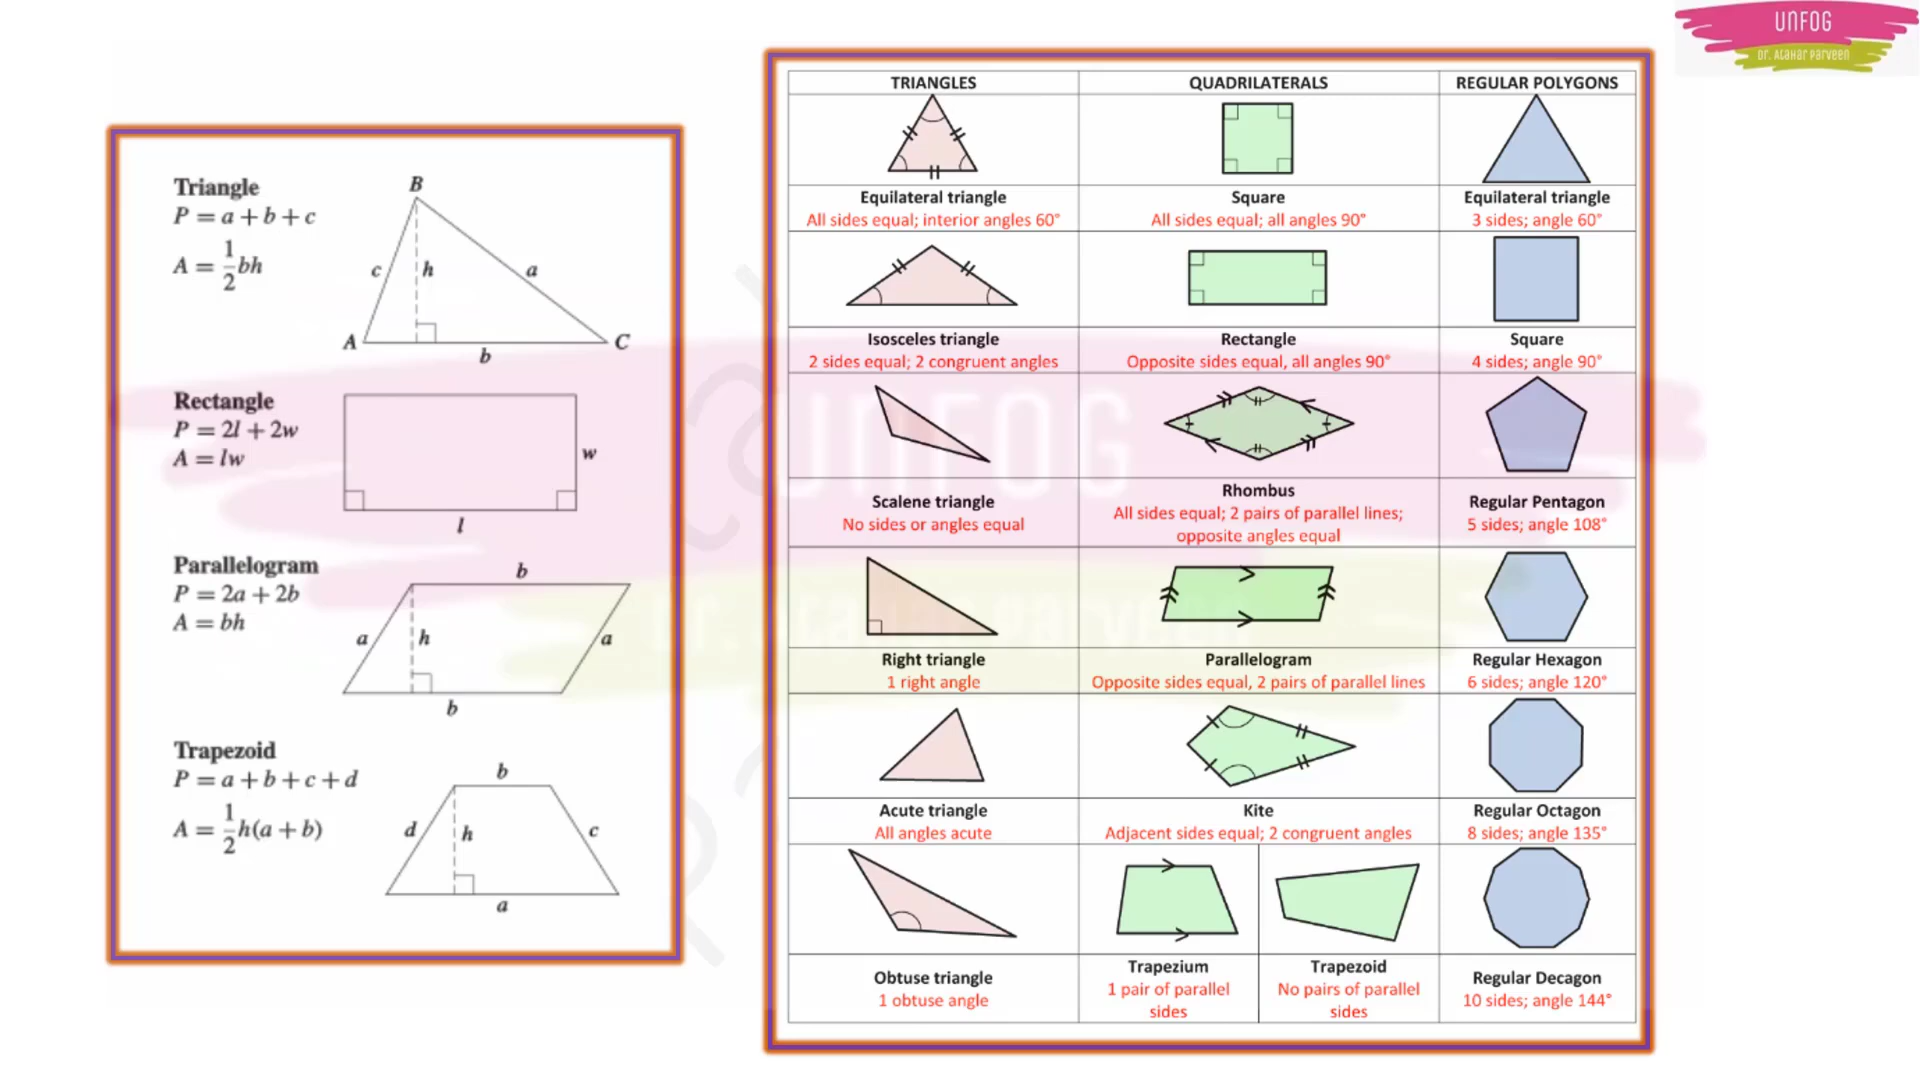 UNFOG
Dr. Atahar Parveen
Triangle
P = a + b + c
A = 1/2 bh
B
c
h
a
A
b
C
Rectangle
P = 2l + 2w
A = lw
w
l
Parallelogram
P = 2a + 2b
A = bh
b
a
h
a
b
Trapezoid
P = a + b + c + d
A = 1/2 h(a + b)
b
d
h
c
a
TRIANGLES
QUADRILATERALS
REGULAR POLYGONS
Equilateral triangle
All sides equal; interior angles 60°
Square
All sides equal; all angles 90°
Equilateral triangle
3 sides; angle 60°
Isosceles triangle
2 sides equal; 2 congruent angles
Rectangle
Opposite sides equal, all angles 90°
Square
4 sides; angle 90°
Scalene triangle
No sides or angles equal
Rhombus
All sides equal; 2 pairs of parallel lines;
opposite angles equal
Regular Pentagon
5 sides; angle 108°
Right triangle
1 right angle
Parallelogram
Opposite sides equal, 2 pairs of parallel lines
Regular Hexagon
6 sides; angle 120°
Acute triangle
All angles acute
Kite
Adjacent sides equal; 2 congruent angles
Regular Octagon
8 sides; angle 135°
Obtuse triangle
1 obtuse angle
Trapezium
1 pair of parallel
sides
Trapezoid
No pairs of parallel
sides
Regular Decagon
10 sides; angle 144°
UNFOG
Dr. Atahar Parveen